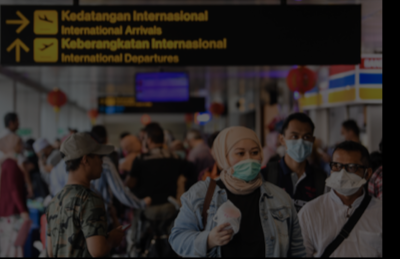 Kedatangan Internasional
International Arrivals
Keberangkatan Internasional
International Departures